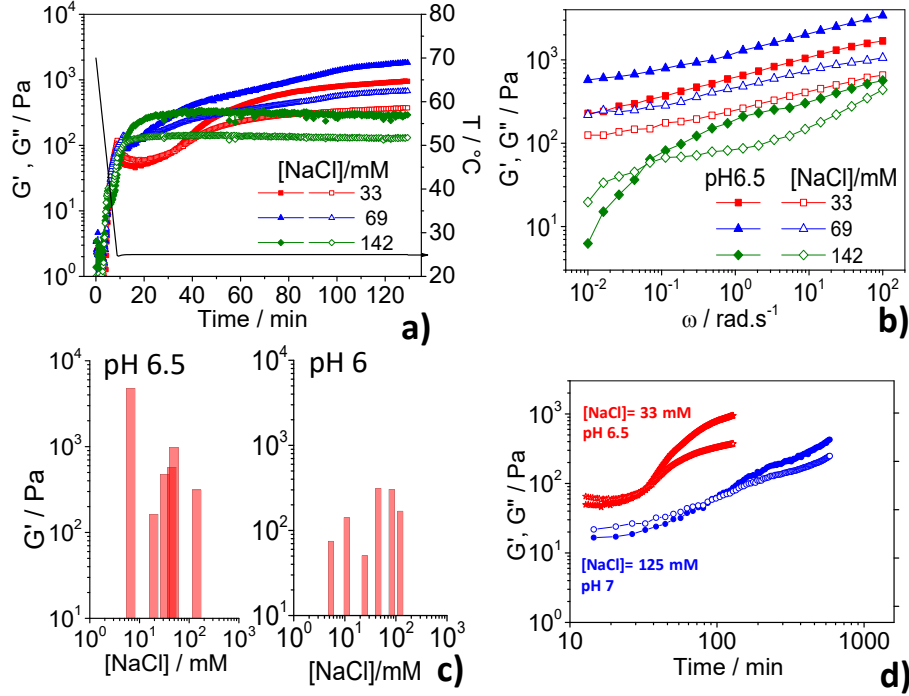 10⁴
10³
10²
10¹
10⁰
G' , G'' / Pa
0 20 40 60 80 100 120
Time / min
80
70
60
50
40
30
20
T / °C
[NaCl]/mM
33
69
142
a)
10³
10²
10¹
G', G'' / Pa
10⁻² 10⁻¹ 10⁰ 10¹ 10²
ω / rad.s⁻¹
pH6.5 [NaCl]/mM
33
69
142
b)
pH 6.5
10⁴
10³
10²
10¹
G' / Pa
10⁰ 10¹ 10² 10³
[NaCl] / mM
pH 6
10⁴
10³
10²
10¹
10⁰ 10¹ 10² 10³
[NaCl]/mM
c)
10³
10²
10¹
10⁰
G', G'' / Pa
[NaCl]= 33 mM
pH 6.5
[NaCl]= 125 mM
pH 7
10 100 1000
Time / min
d)